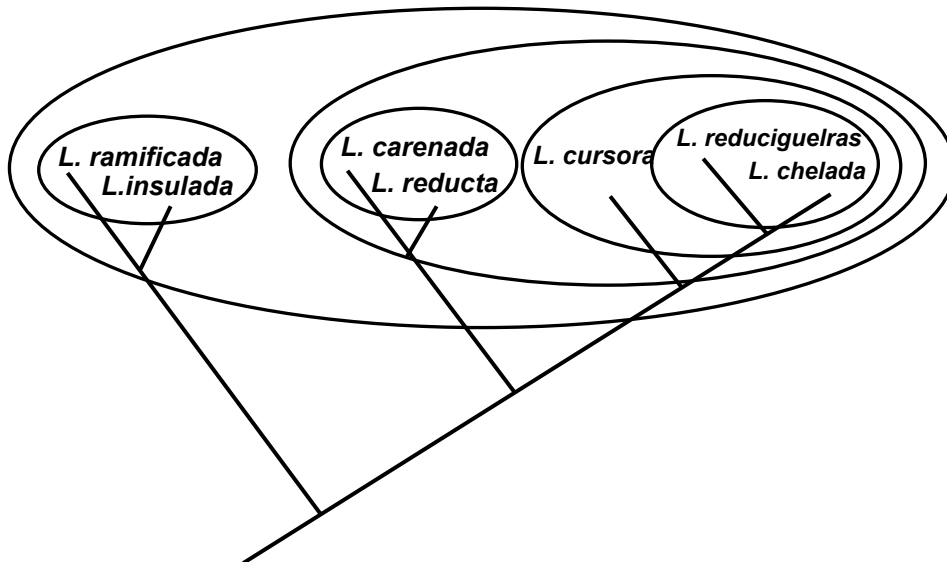 L. ramificada
L.insulada
L. carenada
L. reducta
L. cursora
L. reduciguelras
L. chelada